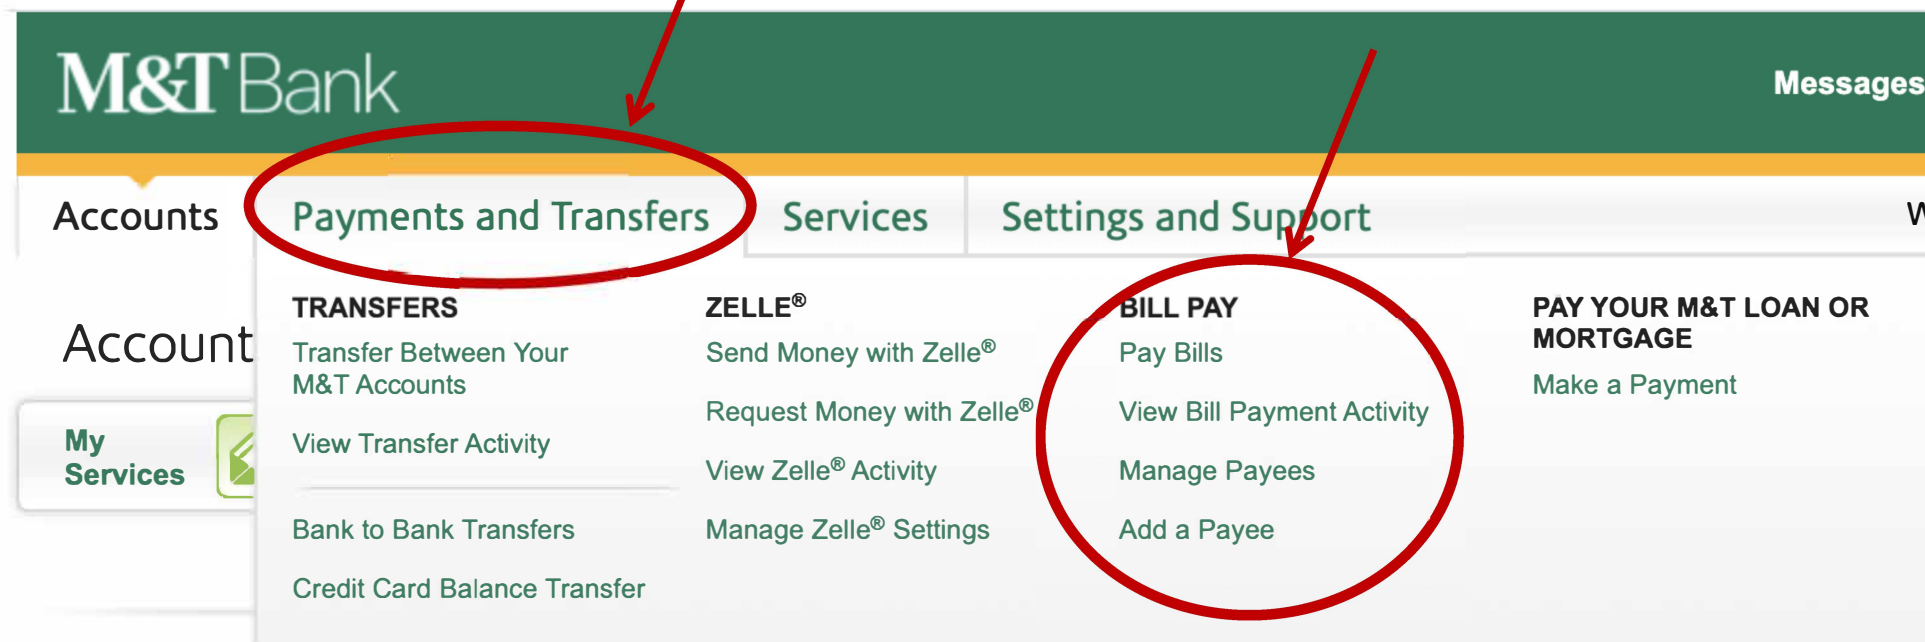 M&T Bank
Messages
Accounts
Payments and Transfers
Services
Settings and Support
W
Account
My
Services
TRANSFERS
Transfer Between Your
M&T Accounts
View Transfer Activity
Bank to Bank Transfers
Credit Card Balance Transfer
ZELLE®
Send Money with Zelle®
Request Money with Zelle®
View Zelle® Activity
Manage Zelle® Settings
BILL PAY
Pay Bills
View Bill Payment Activity
Manage Payees
Add a Payee
PAY YOUR M&T LOAN OR
MORTGAGE
Make a Payment